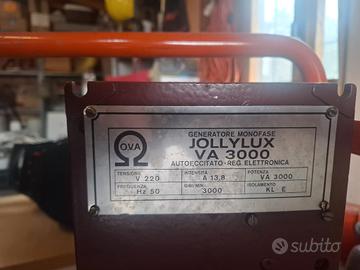 OVA
GENERATORE MONOFASE
JOLLYLUX
VA 3000
AUTOECCITATO - REG. ELETTRONICA
TENSIONE INTENSITÀ POTENZA
V 220 A 13,8 VA 3000
FREQUENZA GIRI/MIN. ISOLAMENTO
Hz 50 3000 KL E
subito